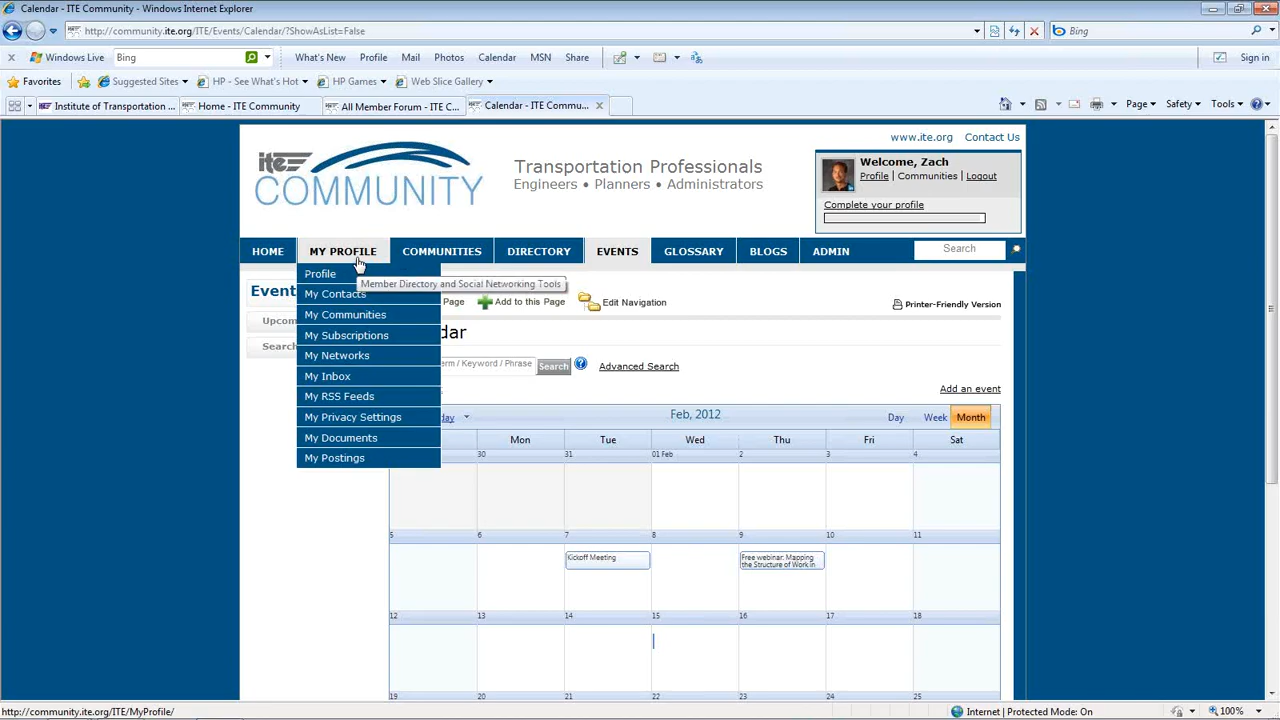 Calendar - ITE Community - Windows Internet Explorer
http://community.ite.org/ITE/Events/Calendar/?ShowAsList=False
Bing
Windows Live
Bing
What's New
Profile
Mail
Photos
Calendar
MSN
Share
Sign in
Favorites
Suggested Sites
HP - See What's Hot
HP Games
Web Slice Gallery
Institute of Transportation ...
Home - ITE Community
All Member Forum - ITE C...
Calendar - ITE Commu...
Page
Safety
Tools
www.ite.org Contact Us
ite
COMMUNITY
Transportation Professionals
Engineers • Planners • Administrators
Welcome, Zach
Profile | Communities | Logout
Complete your profile
HOME
MY PROFILE
COMMUNITIES
DIRECTORY
EVENTS
GLOSSARY
BLOGS
ADMIN
Search
Profile
My Contacts
My Communities
My Subscriptions
My Networks
My Inbox
My RSS Feeds
My Privacy Settings
My Documents
My Postings
Member Directory and Social Networking Tools
Event
Upcom
Search
Page
Add to this Page
Edit Navigation
Printer-Friendly Version
dar
erm / Keyword / Phrase
Search
Advanced Search
Add an event
day
Feb, 2012
Day
Week
Month
Mon Tue Wed Thu Fri Sat
30 31 01 Feb 2 3 4
5 6 7 8 9 10 11
Kickoff Meeting
Free webinar: Mapping
the Structure of Work in
12 13 14 15 16 17 18
19 20 21 22 23 24 25
http://community.ite.org/ITE/MyProfile/
Internet | Protected Mode: On
100%